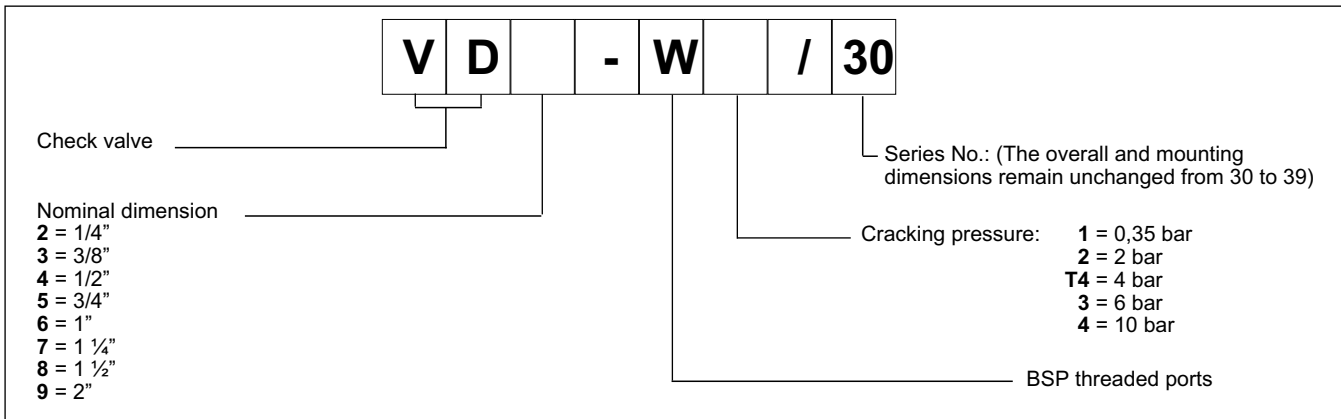 V D - W / 30
Check valve
Series No.: (The overall and mounting
dimensions remain unchanged from 30 to 39)
Nominal dimension
2 = 1/4”
3 = 3/8”
4 = 1/2”
5 = 3/4”
6 = 1”
7 = 1 ¼”
8 = 1 ½”
9 = 2”
Cracking pressure: 1 = 0,35 bar
2 = 2 bar
T4 = 4 bar
3 = 6 bar
4 = 10 bar
BSP threaded ports